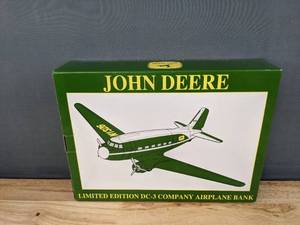 JOHN DEERE
LIMITED EDITION DC-3 COMPANY AIRPLANE BANK